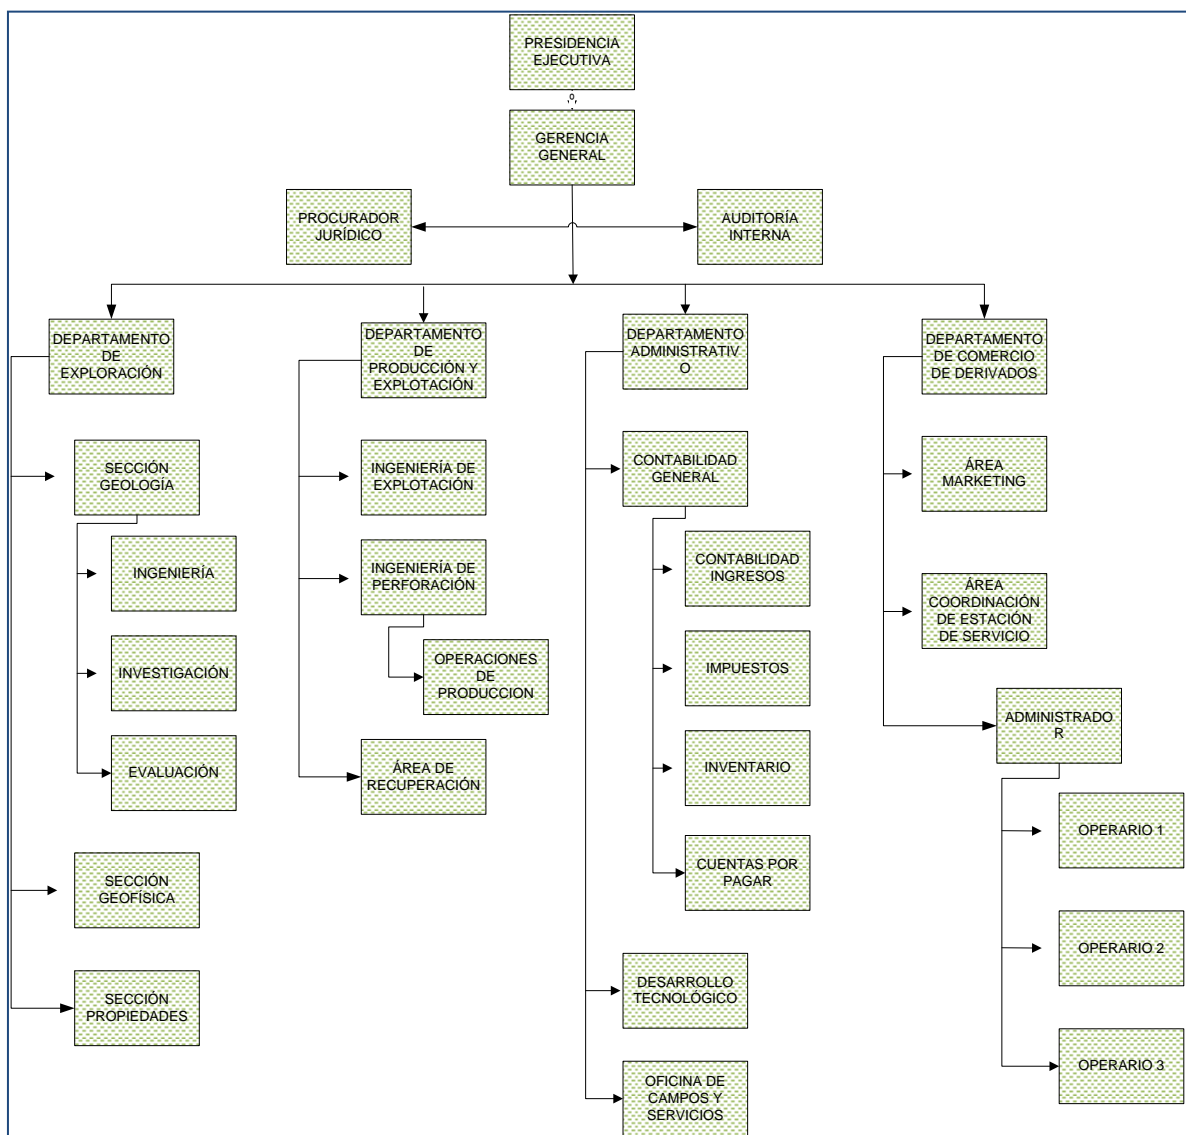 PRESIDENCIA
EJECUTIVA
GERENCIA
GENERAL
PROCURADOR
JURÍDICO
AUDITORÍA
INTERNA
DEPARTAMENTO
DE
EXPLORACIÓN
SECCIÓN
GEOLOGÍA
INGENIERÍA
INVESTIGACIÓN
EVALUACIÓN
SECCIÓN
GEOFÍSICA
SECCIÓN
PROPIEDADES
DEPARTAMENTO
DE
PRODUCCIÓN Y
EXPLOTACIÓN
INGENIERÍA DE
EXPLOTACIÓN
INGENIERÍA DE
PERFORACIÓN
OPERACIONES
DE
PRODUCCION
ÁREA DE
RECUPERACIÓN
DEPARTAMENTO
ADMINISTRATIV
O
CONTABILIDAD
GENERAL
CONTABILIDAD
INGRESOS
IMPUESTOS
INVENTARIO
CUENTAS POR
PAGAR
DESARROLLO
TECNOLÓGICO
OFICINA DE
CAMPOS Y
SERVICIOS
DEPARTAMENTO
DE COMERCIO
DE DERIVADOS
ÁREA
MARKETING
ÁREA
COORDINACIÓN
DE ESTACIÓN
DE SERVICIO
ADMINISTRADO
R
OPERARIO 1
OPERARIO 2
OPERARIO 3